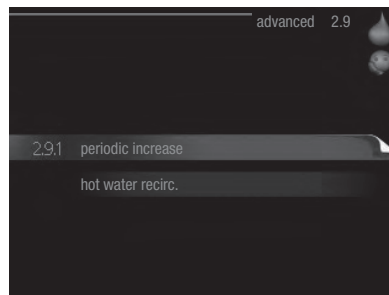 advanced 2.9
2.9.1 periodic increase
hot water recirc.